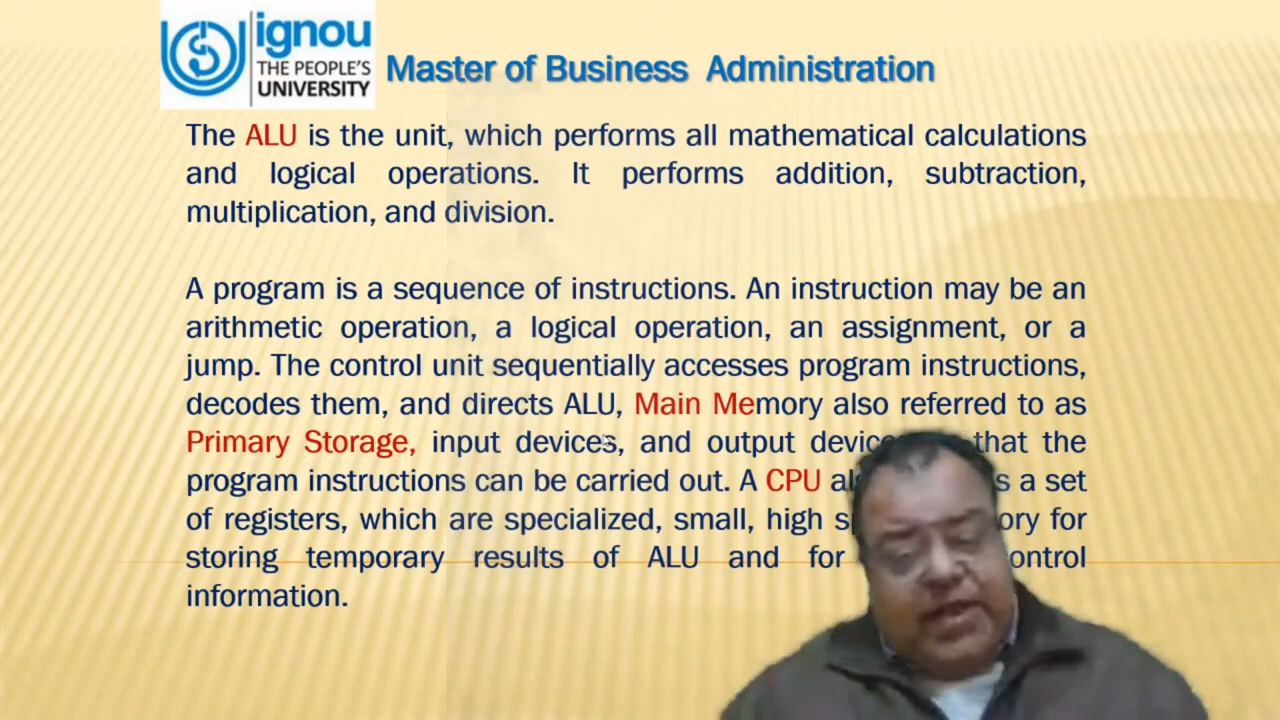 ignou
THE PEOPLE'S
UNIVERSITY
Master of Business Administration
The ALU is the unit, which performs all mathematical calculations
and logical operations. It performs addition, subtraction,
multiplication, and division.
A program is a sequence of instructions. An instruction may be an
arithmetic operation, a logical operation, an assignment, or a
jump. The control unit sequentially accesses program instructions,
decodes them, and directs ALU, Main Memory also referred to as
Primary Storage, input devices, and output that the
program instructions can be carried out. A CPU a set
of registers, which are specialized, small, high for
storing temporary results of ALU and for
information.